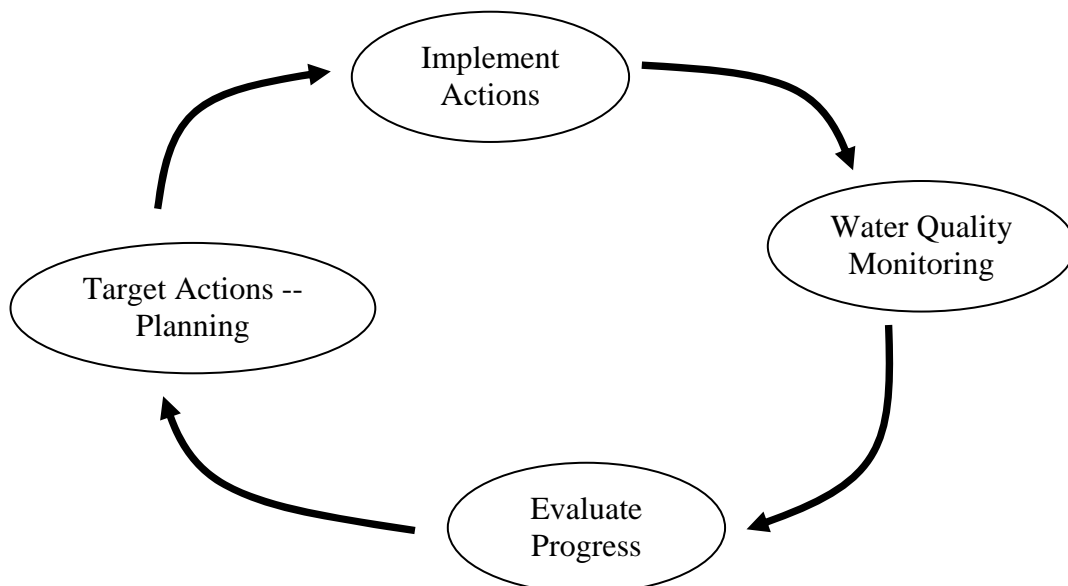 Implement
Actions
Water Quality
Monitoring
Target Actions --
Planning
Evaluate
Progress